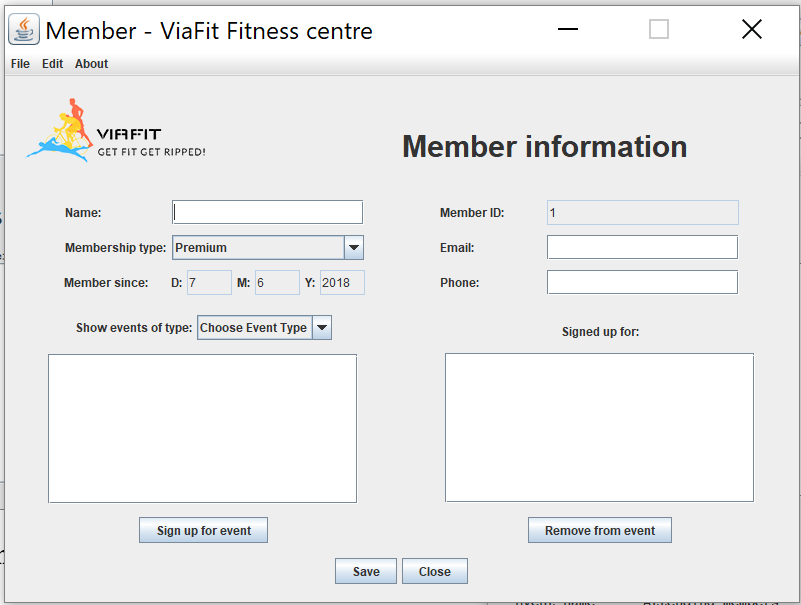 Member - ViaFit Fitness centre
File Edit About
VIAFIT
GET FIT GET RIPPED!
Member information
Name:
Member ID: 1
Membership type: Premium
Email:
Member since: D: 7 M: 6 Y: 2018
Phone:
Show events of type: Choose Event Type
Signed up for:
Sign up for event
Remove from event
Save Close